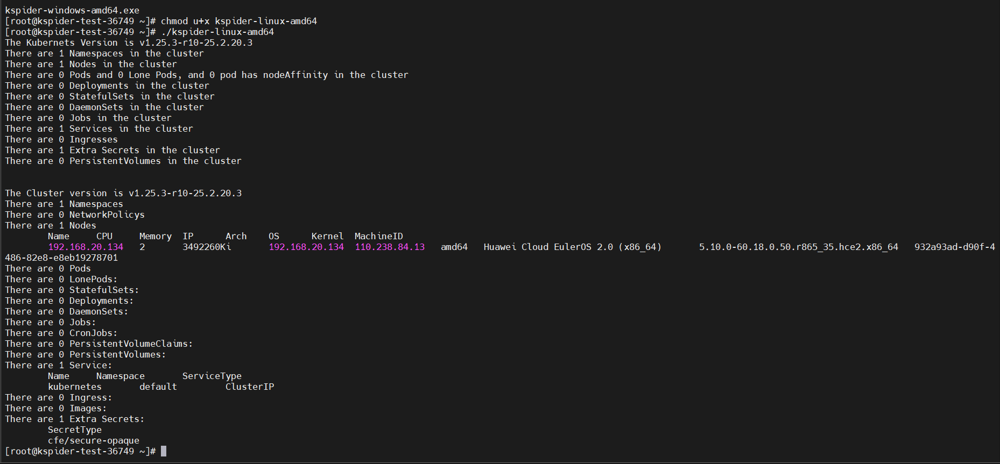 kspider-windows-amd64.exe
[root@kspider-test-36749 ~]# chmod u+x kspider-linux-amd64
[root@kspider-test-36749 ~]# ./kspider-linux-amd64
The Kubernets Version is v1.25.3-r10-25.2.20.3
There are 1 Namespaces in the cluster
There are 1 Nodes in the cluster
There are 0 Pods and 0 Lone Pods, and 0 pod has nodeAffinity in the cluster
There are 0 Deployments in the cluster
There are 0 StatefulSets in the cluster
There are 0 DaemonSets in the cluster
There are 0 Jobs in the cluster
There are 1 Services in the cluster
There are 0 Ingresses
There are 1 Extra Secrets in the cluster
There are 0 PersistentVolumes in the cluster
The Cluster version is v1.25.3-r10-25.2.20.3
There are 1 Namespaces
There are 0 NetworkPolicys
There are 1 Nodes
Name CPU Memory IP Arch OS Kernel MachineID
192.168.20.134 2 3492260Ki 192.168.20.134 110.238.84.13 amd64 Huawei Cloud EulerOS 2.0 (x86_64) 5.10.0-60.18.0.50.r865_35.hce2.x86_64 932a93ad-d90f-4
486-82e8-e8eb19278701
There are 0 Pods
There are 0 LonePods:
There are 0 StatefulSets:
There are 0 Deployments:
There are 0 DaemonSets:
There are 0 Jobs:
There are 0 CronJobs:
There are 0 PersistentVolumeClaims:
There are 0 PersistentVolumes:
There are 1 Service:
Name Namespace ServiceType
kubernetes default ClusterIP
There are 0 Ingress:
There are 0 Images:
There are 1 Extra Secrets:
SecretType
cfe/secure-opaque
[root@kspider-test-36749 ~]#